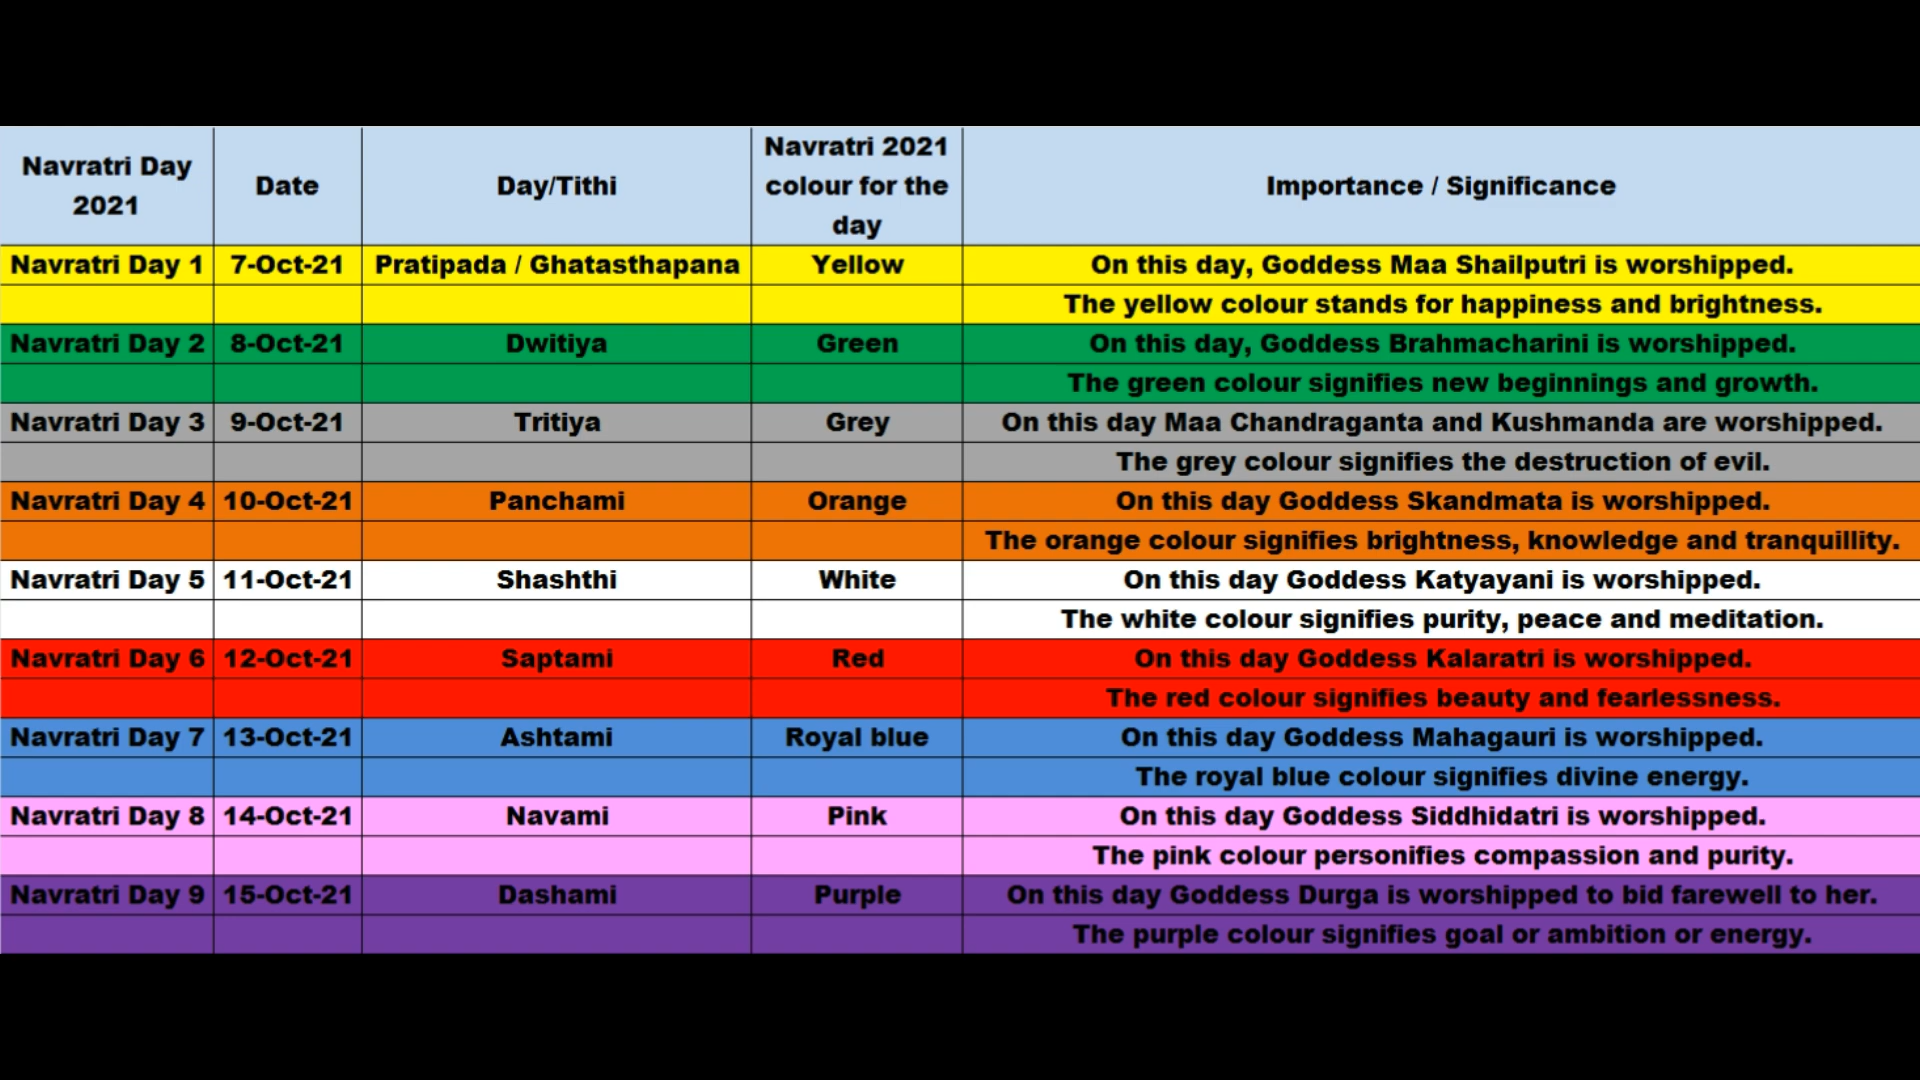 Navratri Day 2021 Date Day/Tithi Navratri 2021 colour for the day Importance / Significance
Navratri Day 1 7-Oct-21 Pratipada / Ghatasthapana Yellow On this day, Goddess Maa Shailputri is worshipped.
The yellow colour stands for happiness and brightness.
Navratri Day 2 8-Oct-21 Dwitiya Green On this day, Goddess Brahmacharini is worshipped.
The green colour signifies new beginnings and growth.
Navratri Day 3 9-Oct-21 Tritiya Grey On this day Maa Chandraganta and Kushmanda are worshipped.
The grey colour signifies the destruction of evil.
Navratri Day 4 10-Oct-21 Panchami Orange On this day Goddess Skandmata is worshipped.
The orange colour signifies brightness, knowledge and tranquillity.
Navratri Day 5 11-Oct-21 Shashthi White On this day Goddess Katyayani is worshipped.
The white colour signifies purity, peace and meditation.
Navratri Day 6 12-Oct-21 Saptami Red On this day Goddess Kalaratri is worshipped.
The red colour signifies beauty and fearlessness.
Navratri Day 7 13-Oct-21 Ashtami Royal blue On this day Goddess Mahagauri is worshipped.
The royal blue colour signifies divine energy.
Navratri Day 8 14-Oct-21 Navami Pink On this day Goddess Siddhidatri is worshipped.
The pink colour personifies compassion and purity.
Navratri Day 9 15-Oct-21 Dashami Purple On this day Goddess Durga is worshipped to bid farewell to her.
The purple colour signifies goal or ambition or energy.